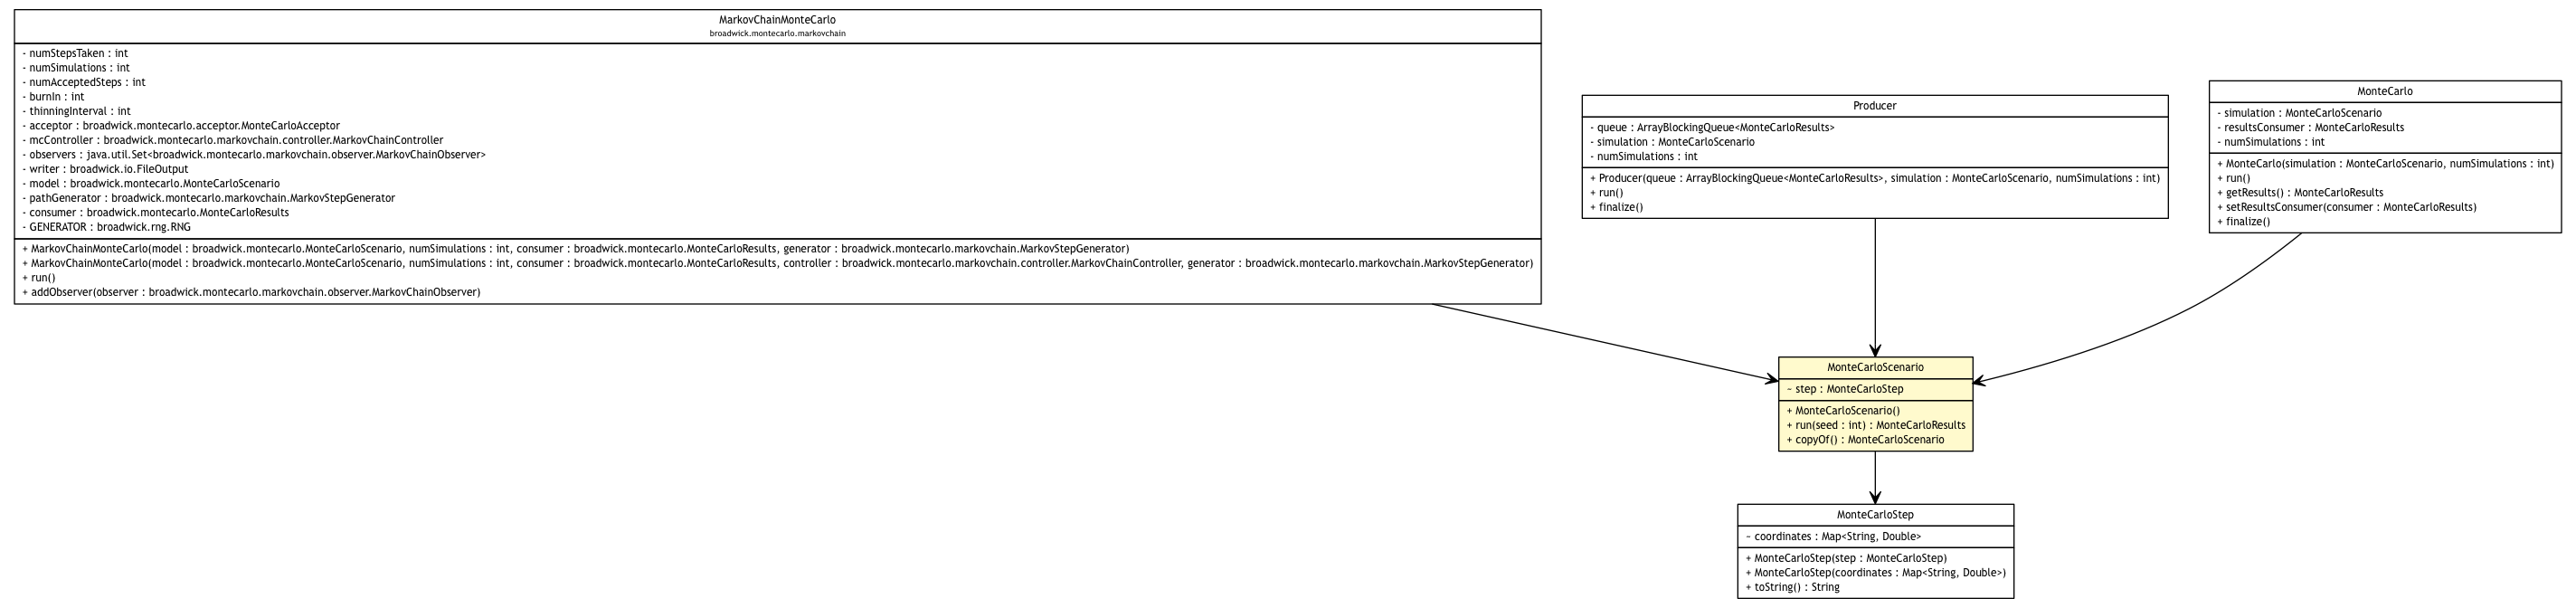 MarkovChainMonteCarlo
broadwick.montecarlo.markovchain
- numStepsTaken : int
- numSimulations : int
- numAcceptedSteps : int
- burnIn : int
- thinningInterval : int
- acceptor : broadwick.montecarlo.acceptor.MonteCarloAcceptor
- mcController : broadwick.montecarlo.markovchain.controller.MarkovChainController
- observers : java.util.Set<broadwick.montecarlo.markovchain.observer.MarkovChainObserver>
- writer : broadwick.io.FileOutput
- model : broadwick.montecarlo.MonteCarloScenario
- pathGenerator : broadwick.montecarlo.markovchain.MarkovStepGenerator
- consumer : broadwick.montecarlo.MonteCarloResults
- GENERATOR : broadwick.rng.RNG
+ MarkovChainMonteCarlo(model : broadwick.montecarlo.MonteCarloScenario, numSimulations : int, consumer : broadwick.montecarlo.MonteCarloResults, generator : broadwick.montecarlo.markovchain.MarkovStepGenerator)
+ MarkovChainMonteCarlo(model : broadwick.montecarlo.MonteCarloScenario, numSimulations : int, consumer : broadwick.montecarlo.MonteCarloResults, controller : broadwick.montecarlo.markovchain.controller.MarkovChainController, generator : broadwick.montecarlo.markovchain.MarkovStepGenerator)
+ run()
+ addObserver(observer : broadwick.montecarlo.markovchain.observer.MarkovChainObserver)
Producer
- queue : ArrayBlockingQueue<MonteCarloResults>
- simulation : MonteCarloScenario
- numSimulations : int
+ Producer(queue : ArrayBlockingQueue<MonteCarloResults>, simulation : MonteCarloScenario, numSimulations : int)
+ run()
+ finalize()
MonteCarlo
- simulation : MonteCarloScenario
- resultsConsumer : MonteCarloResults
- numSimulations : int
+ MonteCarlo(simulation : MonteCarloScenario, numSimulations : int)
+ run()
+ getResults() : MonteCarloResults
+ setResultsConsumer(consumer : MonteCarloResults)
+ finalize()
MonteCarloScenario
~ step : MonteCarloStep
+ MonteCarloScenario()
+ run(seed : int) : MonteCarloResults
+ copyOf() : MonteCarloScenario
MonteCarloStep
~ coordinates : Map<String, Double>
+ MonteCarloStep(step : MonteCarloStep)
+ MonteCarloStep(coordinates : Map<String, Double>)
+ toString() : String